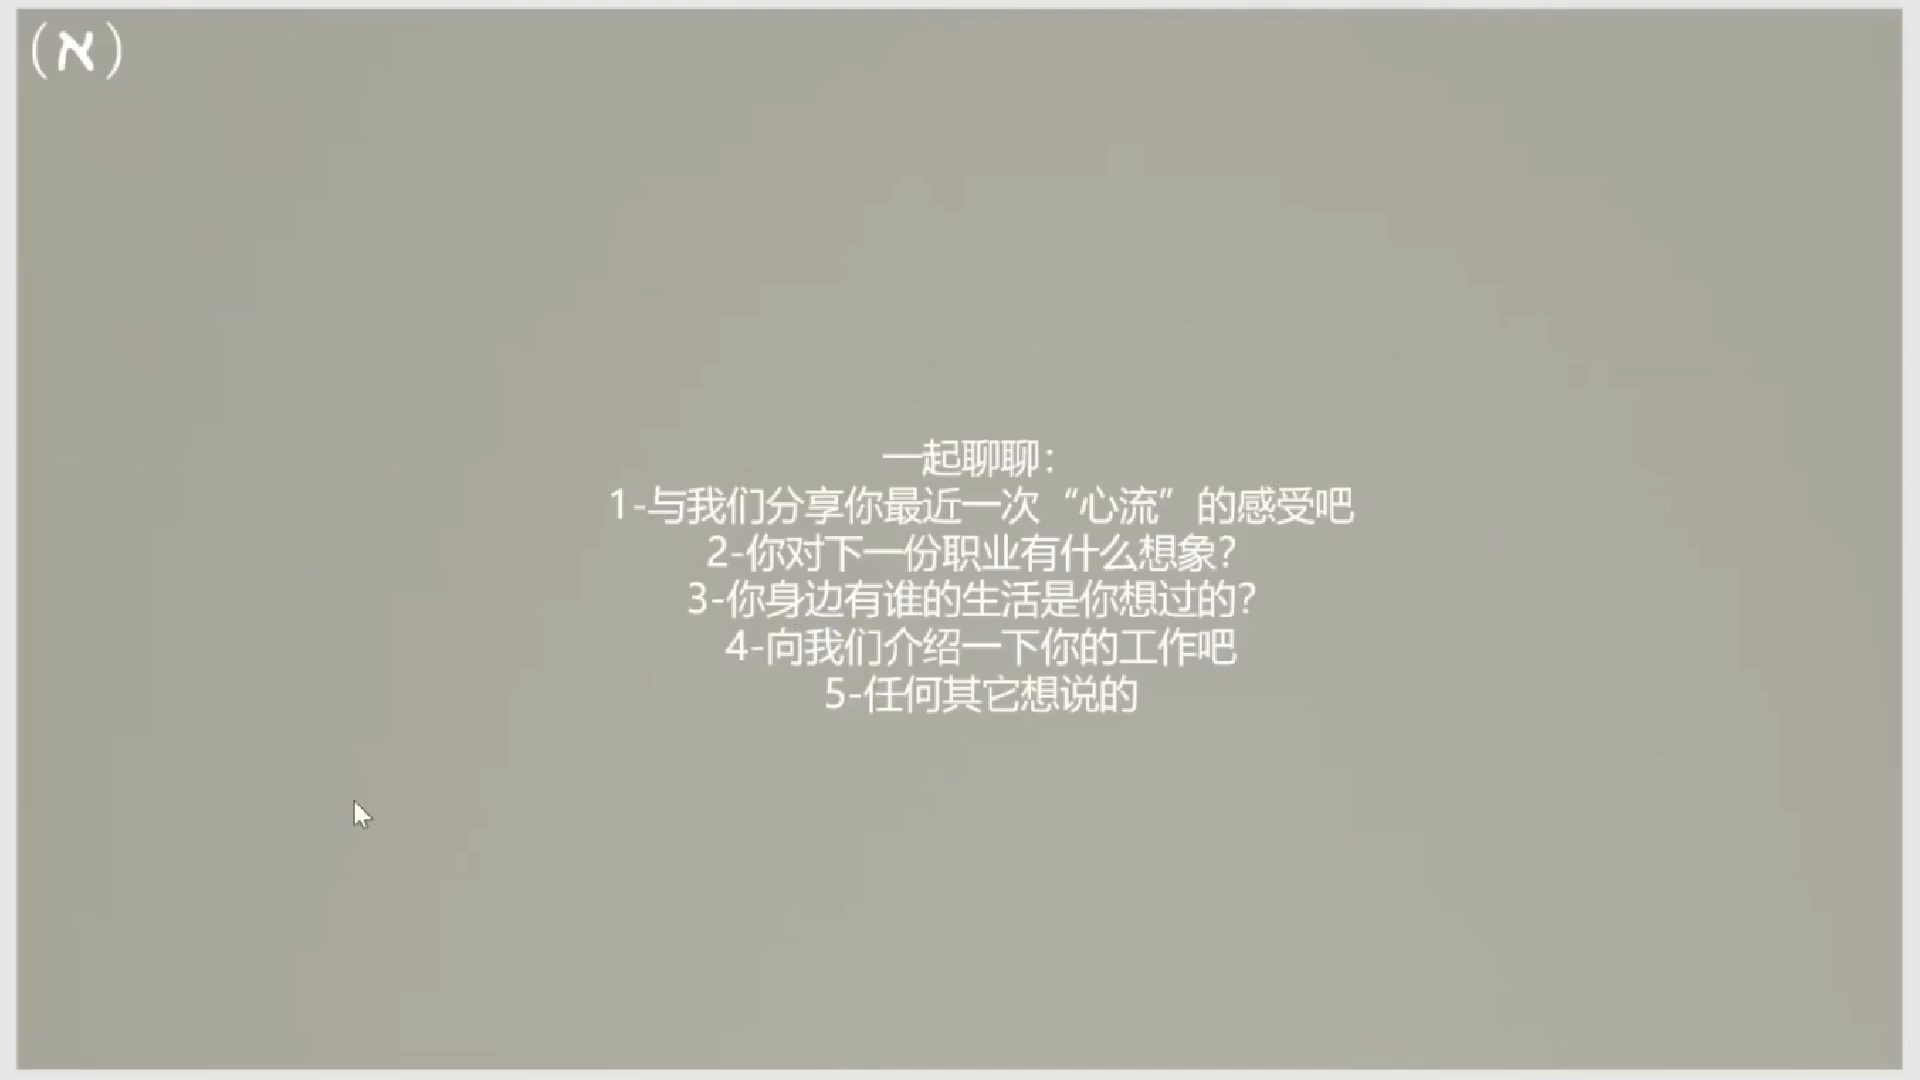 (א)
一起聊聊：
1-与我们分享你最近一次“心流”的感受吧
2-你对下一份职业有什么想象？
3-你身边有谁的生活是你想过的？
4-向我们介绍一下你的工作吧
5-任何其它想说的